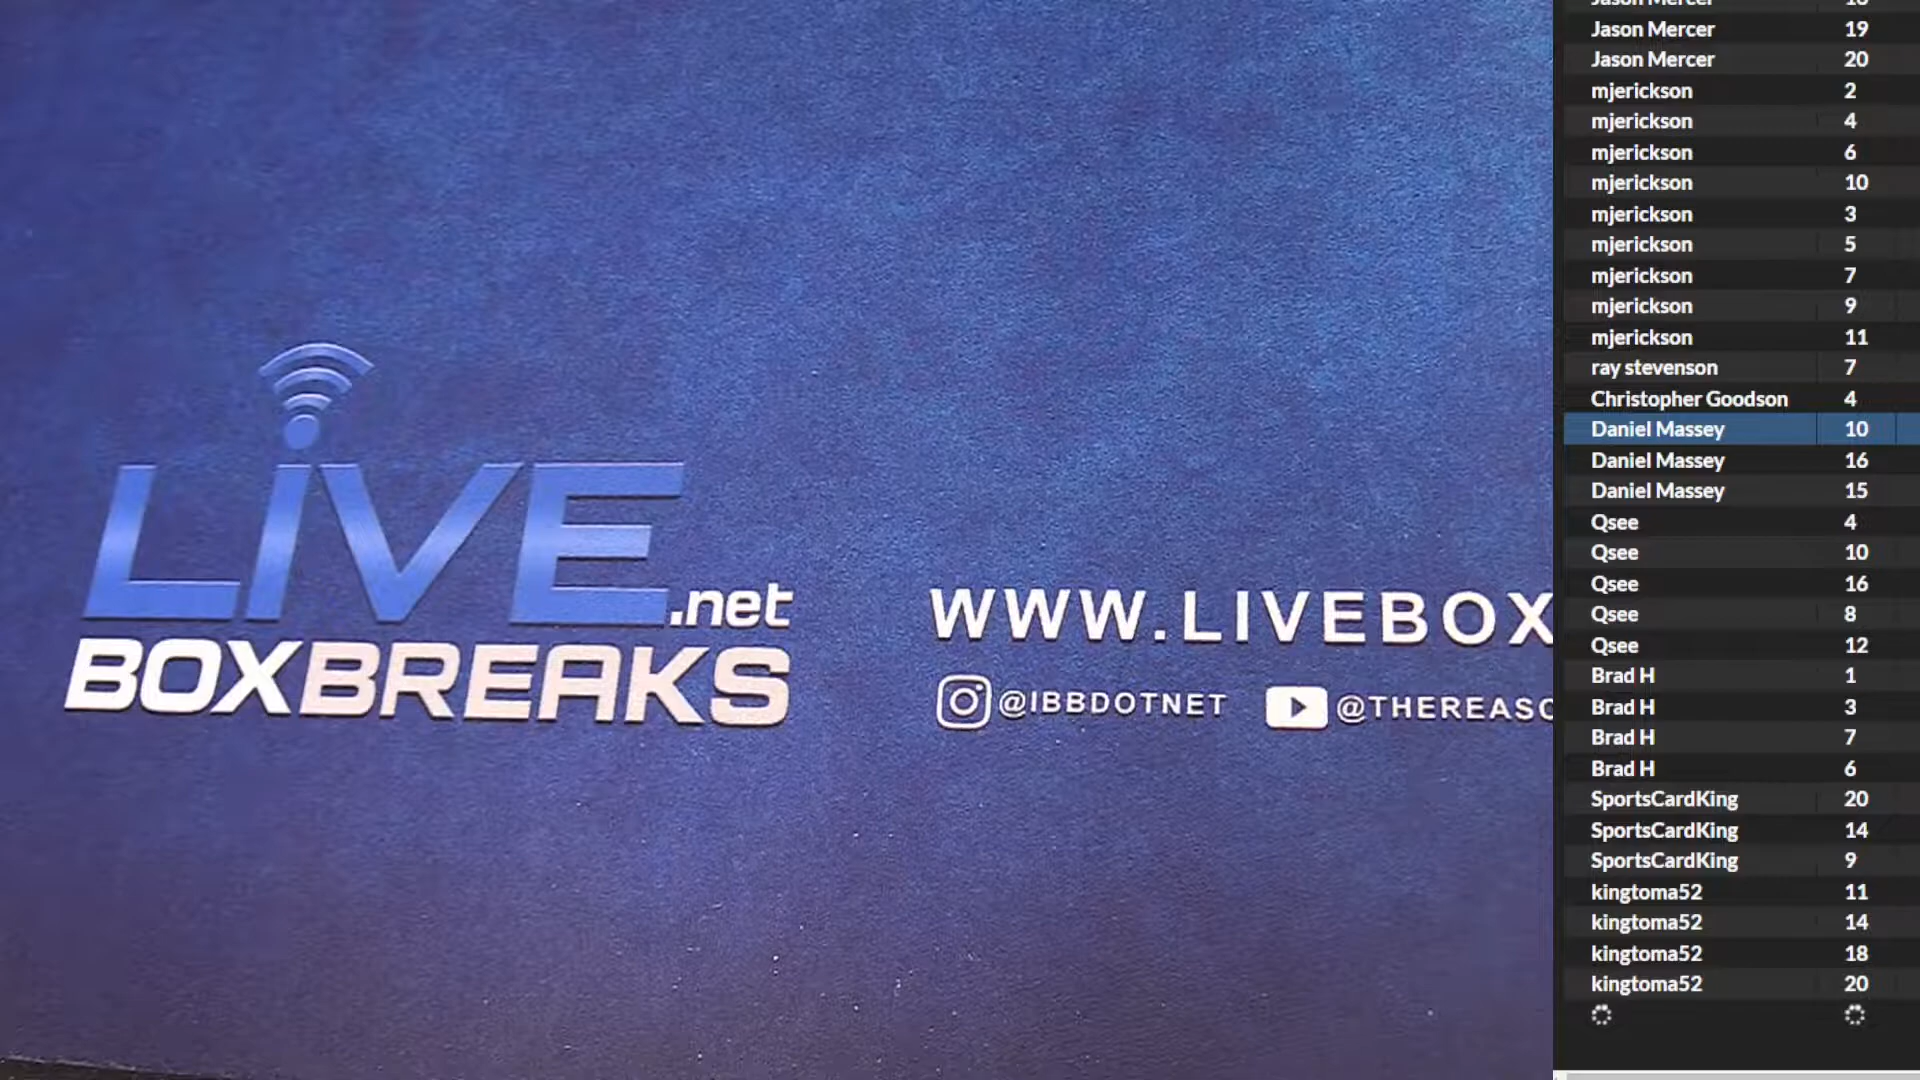 LIVE.net
BOXBREAKS
WWW.LIVEBOX
@IBBDOTNET @THEREASO
Jason Mercer
Jason Mercer 19
Jason Mercer 20
mjerickson 2
mjerickson 4
mjerickson 6
mjerickson 10
mjerickson 3
mjerickson 5
mjerickson 7
mjerickson 9
mjerickson 11
ray stevenson 7
Christopher Goodson 4
Daniel Massey 10
Daniel Massey 16
Daniel Massey 15
Qsee 4
Qsee 10
Qsee 16
Qsee 8
Qsee 12
Brad H 1
Brad H 3
Brad H 7
Brad H 6
SportsCardKing 20
SportsCardKing 14
SportsCardKing 9
kingtoma52 11
kingtoma52 14
kingtoma52 18
kingtoma52 20